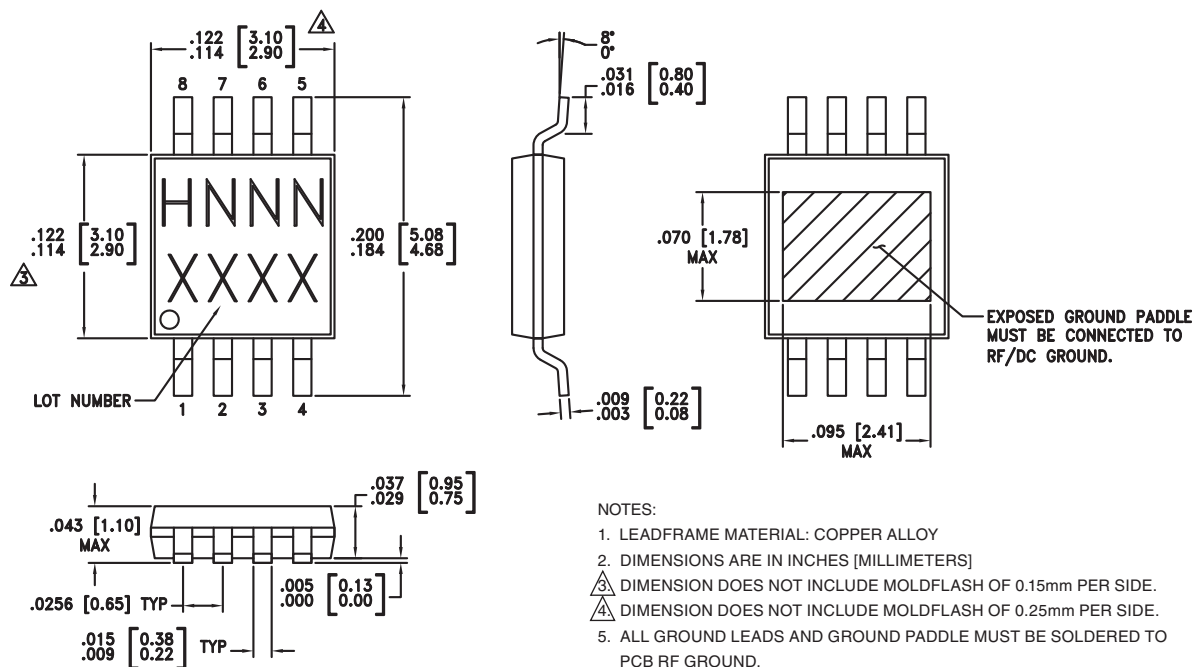 .122 [3.10]
.114 [2.90]
4
8 7 6 5
HNNN
XXXX
.122 [3.10]
.114 [2.90]
3
.200 [5.08]
.184 [4.68]
LOT NUMBER
1 2 3 4
8°
0°
.031 [0.80]
.016 [0.40]
.009 [0.22]
.003 [0.08]
.070 [1.78]
MAX
EXPOSED GROUND PADDLE
MUST BE CONNECTED TO
RF/DC GROUND.
.095 [2.41]
MAX
.037 [0.95]
.029 [0.75]
.043 [1.10]
MAX
.005 [0.13]
.000 [0.00]
.0256 [0.65] TYP
.015 [0.38]
.009 [0.22] TYP
NOTES:
1. LEADFRAME MATERIAL: COPPER ALLOY
2. DIMENSIONS ARE IN INCHES [MILLIMETERS]
3. DIMENSION DOES NOT INCLUDE MOLDFLASH OF 0.15mm PER SIDE.
4. DIMENSION DOES NOT INCLUDE MOLDFLASH OF 0.25mm PER SIDE.
5. ALL GROUND LEADS AND GROUND PADDLE MUST BE SOLDERED TO
PCB RF GROUND.